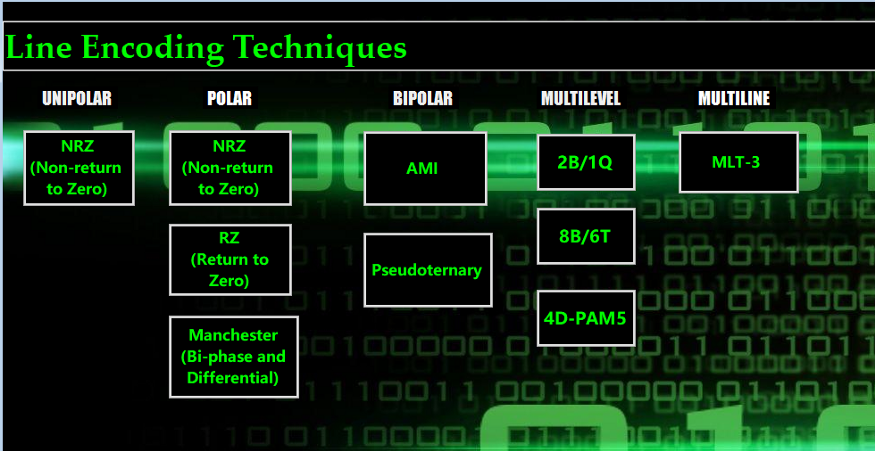 Line Encoding Techniques
UNIPOLAR
POLAR
BIPOLAR
MULTILEVEL
MULTILINE
NRZ
(Non-return
to Zero)
NRZ
(Non-return
to Zero)
RZ
(Return to
Zero)
Manchester
(Bi-phase and
Differential)
AMI
Pseudoternary
2B/1Q
8B/6T
4D-PAM5
MLT-3